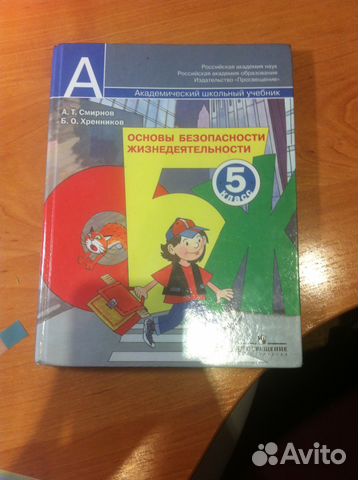 А
Российская академия наук
Российская академия образования
Издательство «Просвещение»
Академический школьный учебник
А. Т. Смирнов
Б. О. Хренников
ОСНОВЫ БЕЗОПАСНОСТИ
ЖИЗНЕДЕЯТЕЛЬНОСТИ
5
КЛАСС
ОБЖ
ПРОСВЕЩЕНИЕ
Avito